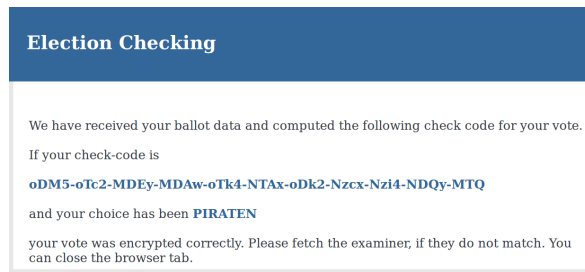 Election Checking
We have received your ballot data and computed the following check code for your vote.
If your check-code is
oDM5-oTc2-MDEy-MDAw-oTk4-NTAx-oDk2-Nzcx-Nzi4-NDQy-MTQ
and your choice has been PIRATEN
your vote was encrypted correctly. Please fetch the examiner, if they do not match. You
can close the browser tab.